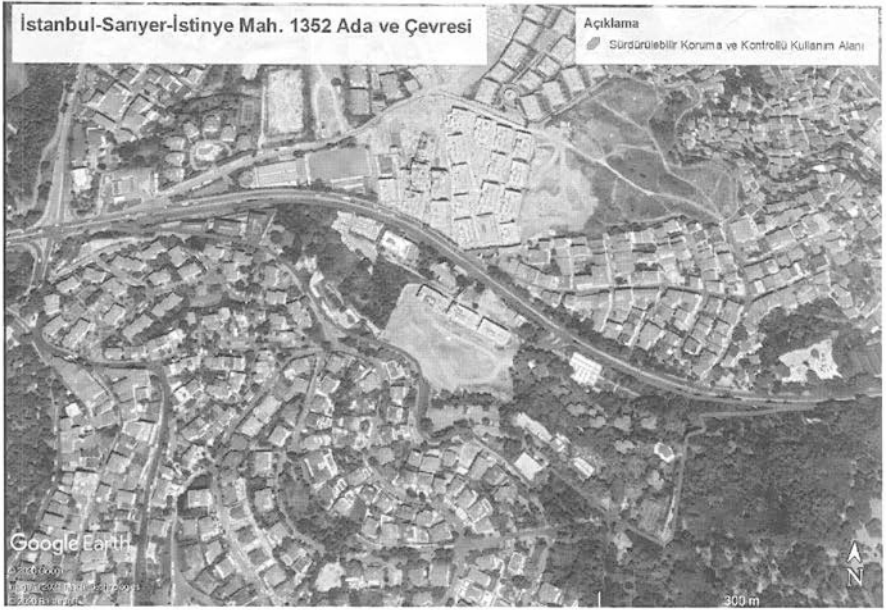 İstanbul-Sarıyer-İstinye Mah. 1352 Ada ve Çevresi
Açıklama
Sürdürülebilir Koruma ve Kontrollü Kullanım Alanı
Google Earth
300 m
N